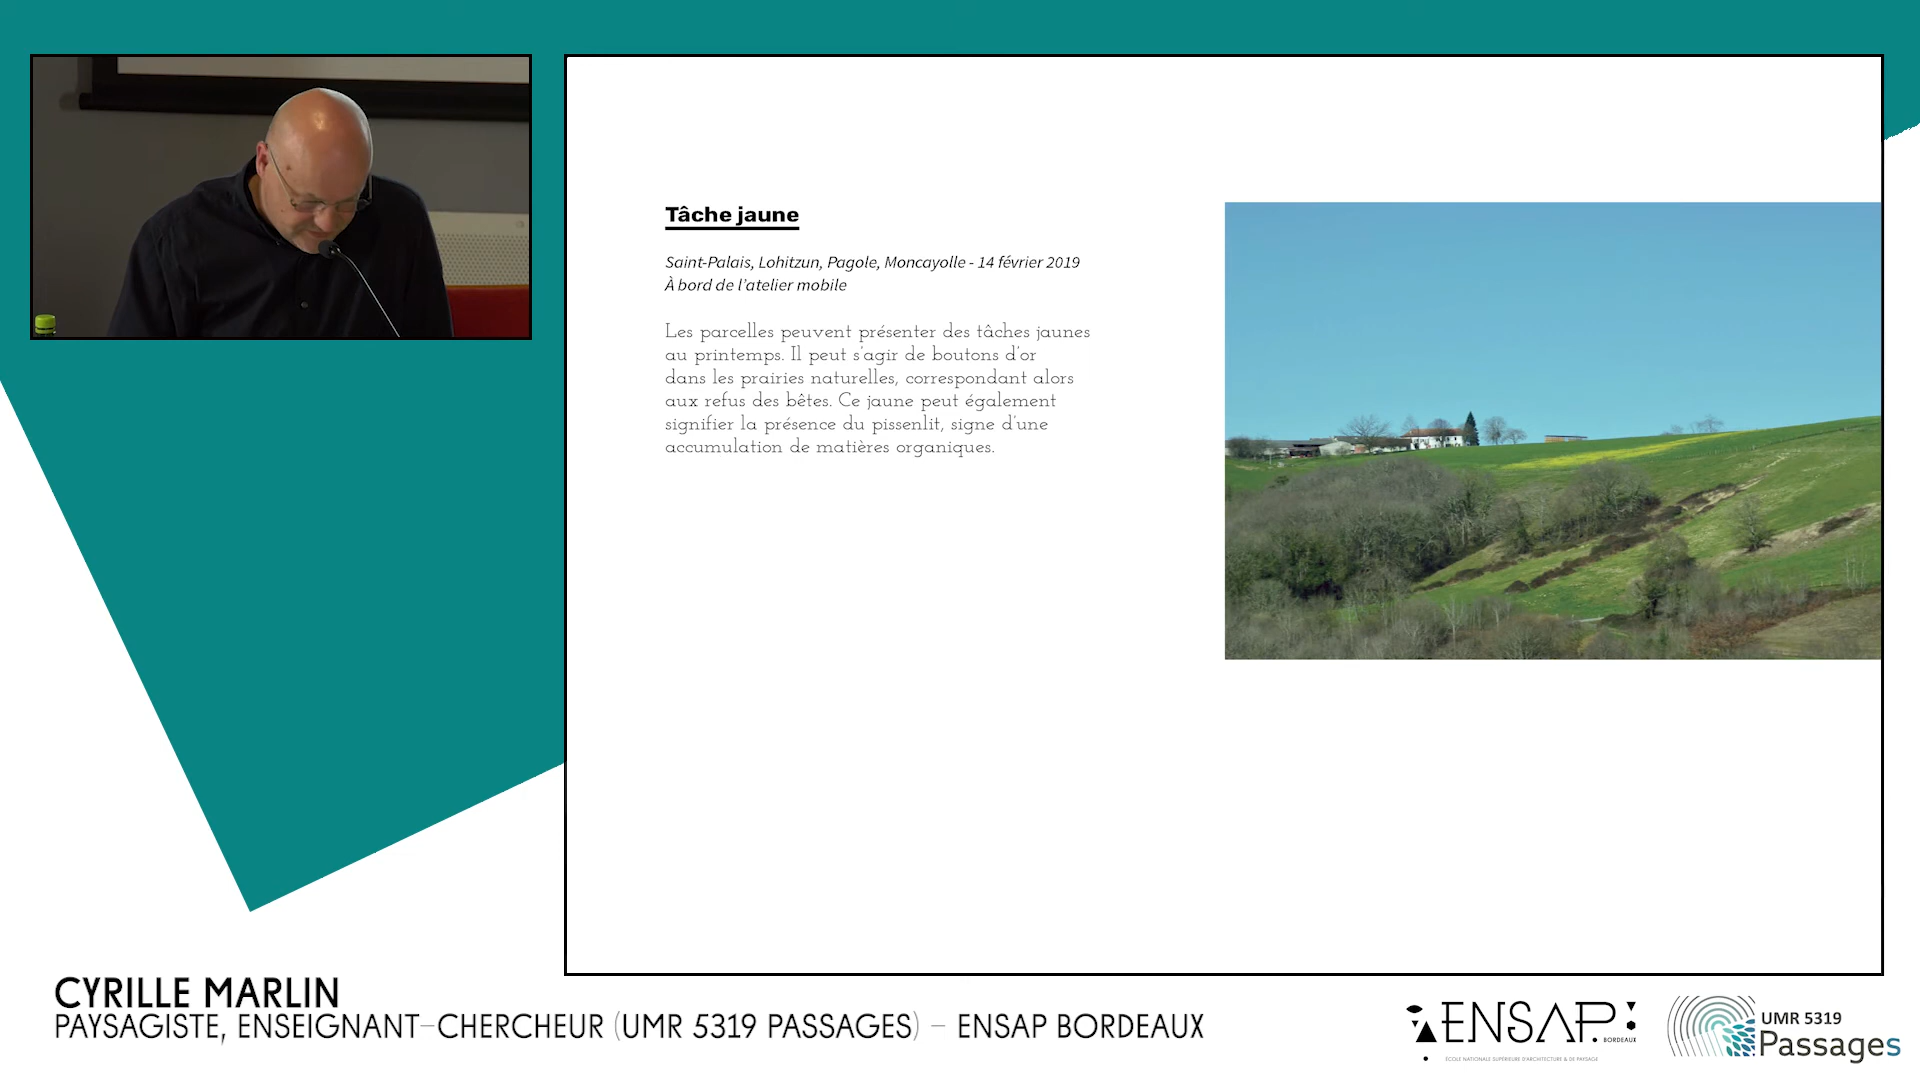 Tâche jaune
Saint-Palais, Lohitzun, Pagole, Moncayolle - 14 février 2019
À bord de l'atelier mobile
Les parcelles peuvent présenter des tâches jaunes
au printemps. Il peut s'agir de boutons d'or
dans les prairies naturelles, correspondant alors
aux refus des bêtes. Ce jaune peut également
signifier la présence du pissenlit, signe d'une
accumulation de matières organiques.
CYRILLE MARLIN
PAYSAGISTE, ENSEIGNANT-CHERCHEUR (UMR 5319 PASSAGES) – ENSAP BORDEAUX
ENSAP
BORDEAUX
ÉCOLE NATIONALE SUPÉRIEURE D'ARCHITECTURE & DE PAYSAGE
UMR 5319
Passages